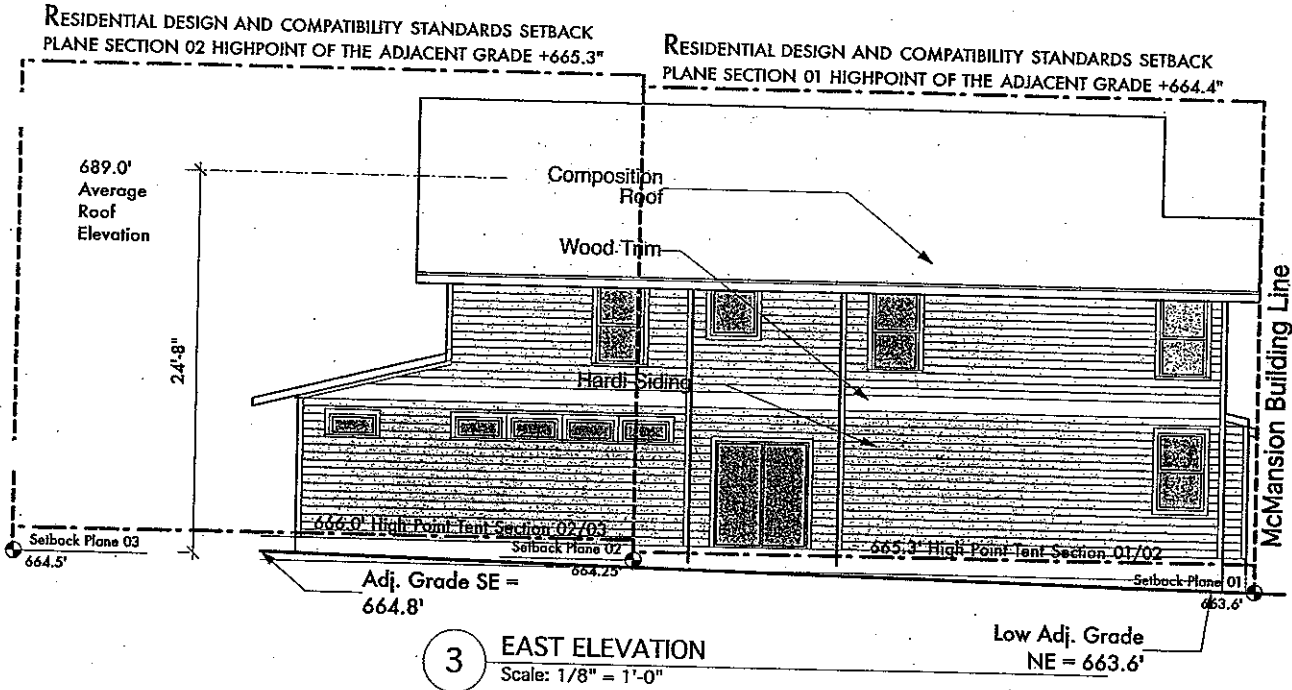 RESIDENTIAL DESIGN AND COMPATIBILITY STANDARDS SETBACK
PLANE SECTION 02 HIGHPOINT OF THE ADJACENT GRADE +665.3"
RESIDENTIAL DESIGN AND COMPATIBILITY STANDARDS SETBACK
PLANE SECTION 01 HIGHPOINT OF THE ADJACENT GRADE +664.4"
689.0'
Average
Roof
Elevation
24'-8"
Composition
Roof
Wood Trim
Hardi Siding
McMansion Building Line
666.0' High Point Tent Section 02/03
665.3' High Point Tent Section 01/02
Setback Plane 03
664.5'
Setback Plane 02
664.25'
Setback Plane 01
663.6'
Adj. Grade SE =
664.8'
Low Adj. Grade
NE = 663.6'
3
EAST ELEVATION
Scale: 1/8" = 1'-0"